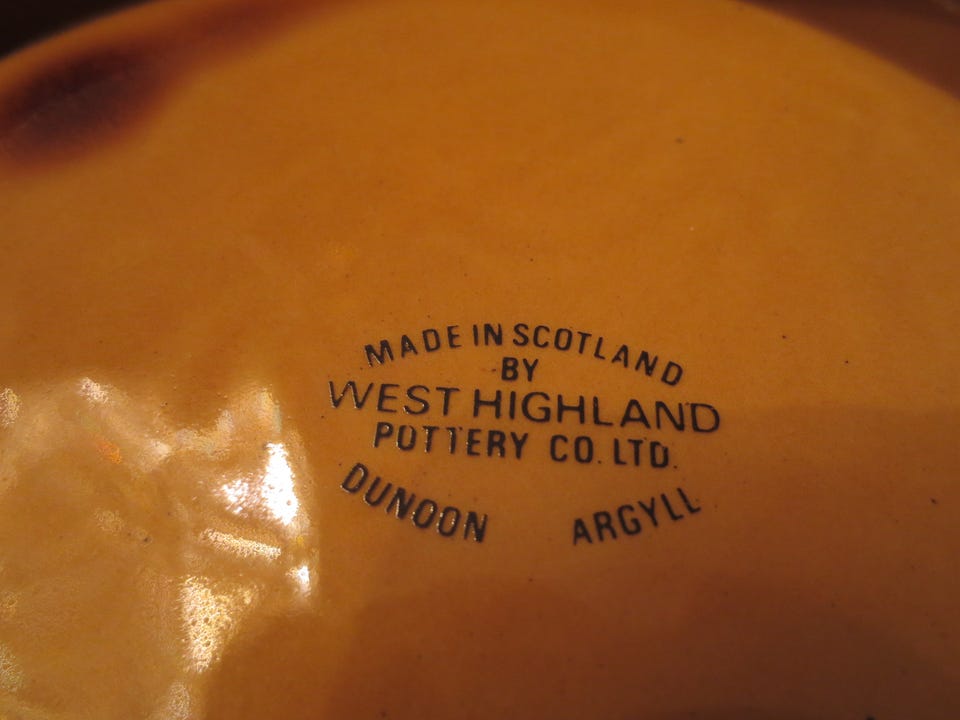 MADE IN SCOTLAND
BY
WEST HIGHLAND
POTTERY CO. LTD.
DUNOON ARGYLL